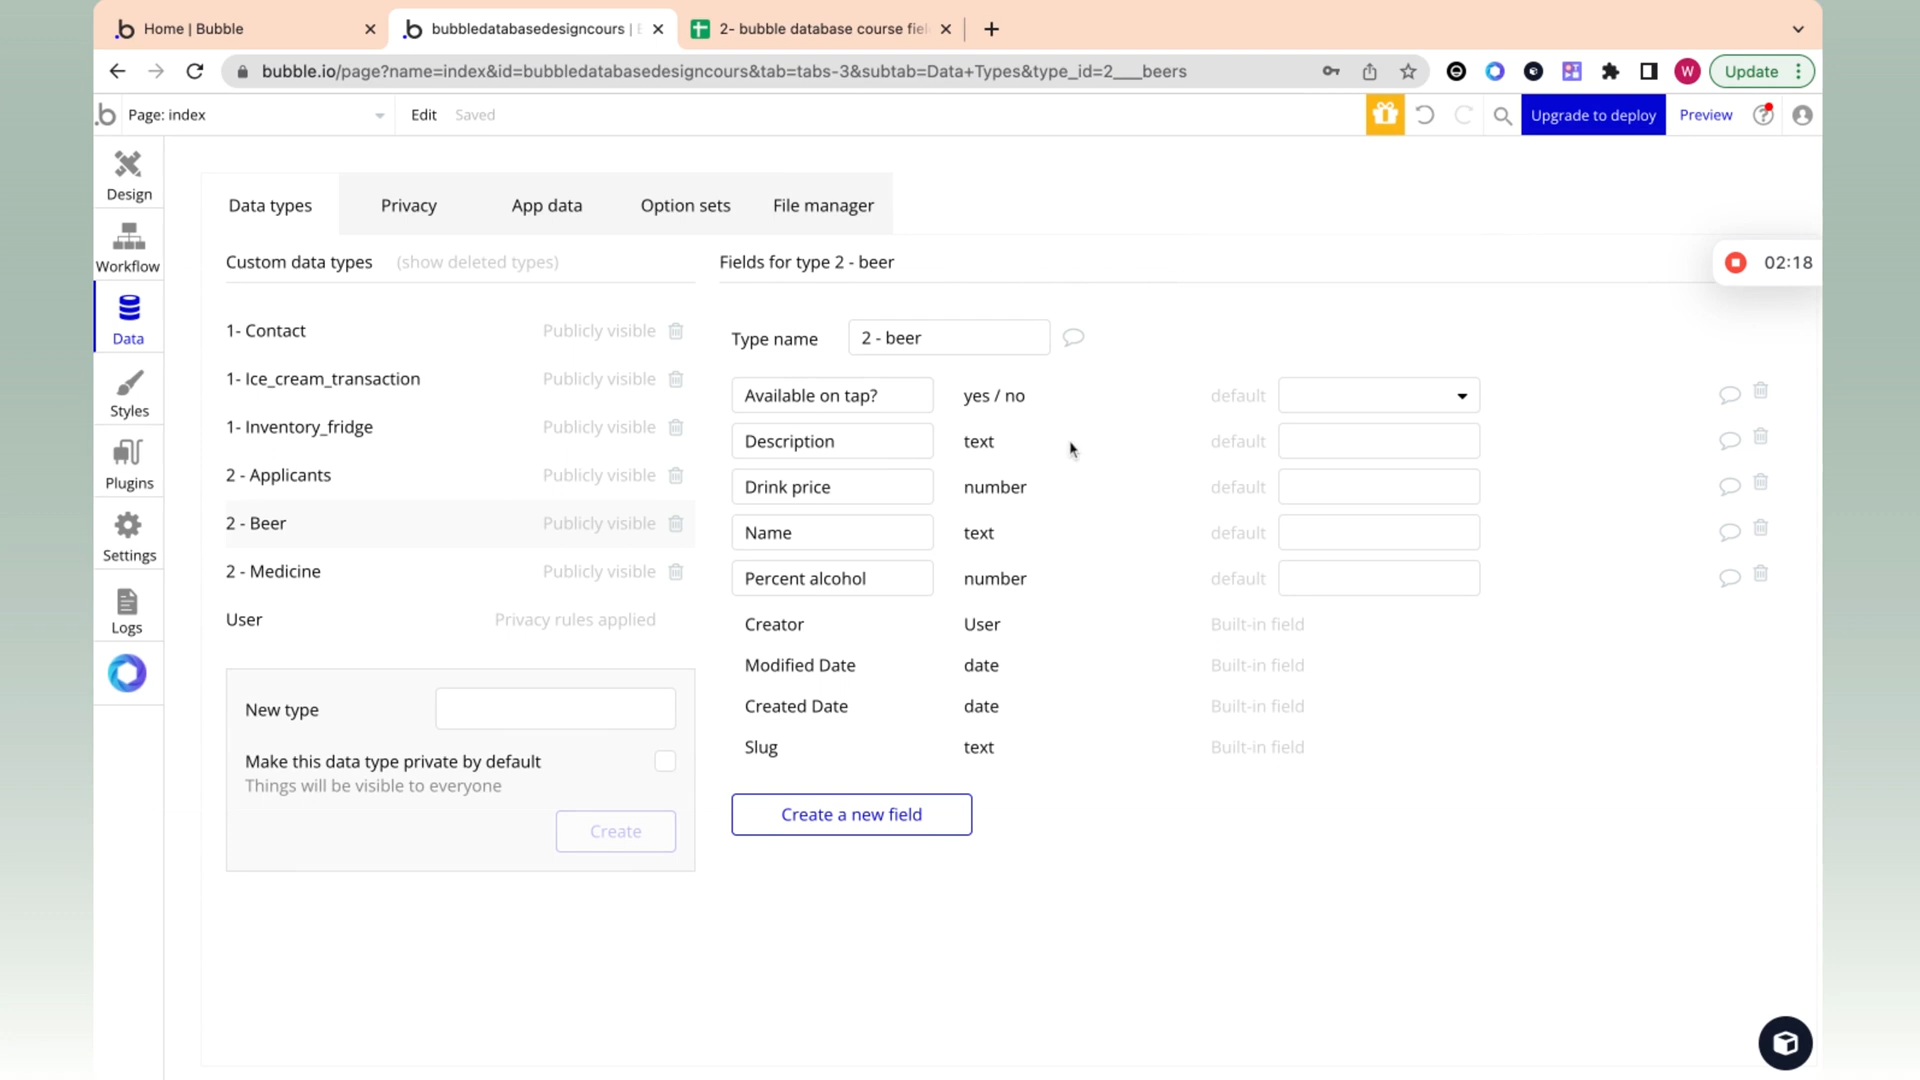 Home | Bubble
bubbledatabasedesigncours |
2- bubble database course fiel
bubble.io/page?name=index&id=bubbledatabasedesigncours&tab=tabs-3&subtab=Data+Types&type_id=2___beers
W
Update
Page: index
Edit
Saved
Upgrade to deploy
Preview
Design
Workflow
Data
Styles
Plugins
Settings
Logs
Data types
Privacy
App data
Option sets
File manager
Custom data types
(show deleted types)
Fields for type 2 - beer
02:18
1- Contact
Publicly visible
1- Ice_cream_transaction
Publicly visible
1- Inventory_fridge
Publicly visible
2 - Applicants
Publicly visible
2 - Beer
Publicly visible
2 - Medicine
Publicly visible
User
Privacy rules applied
New type
Make this data type private by default
Things will be visible to everyone
Create
Type name
2 - beer
Available on tap?
yes / no
default
Description
text
default
Drink price
number
default
Name
text
default
Percent alcohol
number
default
Creator
User
Built-in field
Modified Date
date
Built-in field
Created Date
date
Built-in field
Slug
text
Built-in field
Create a new field